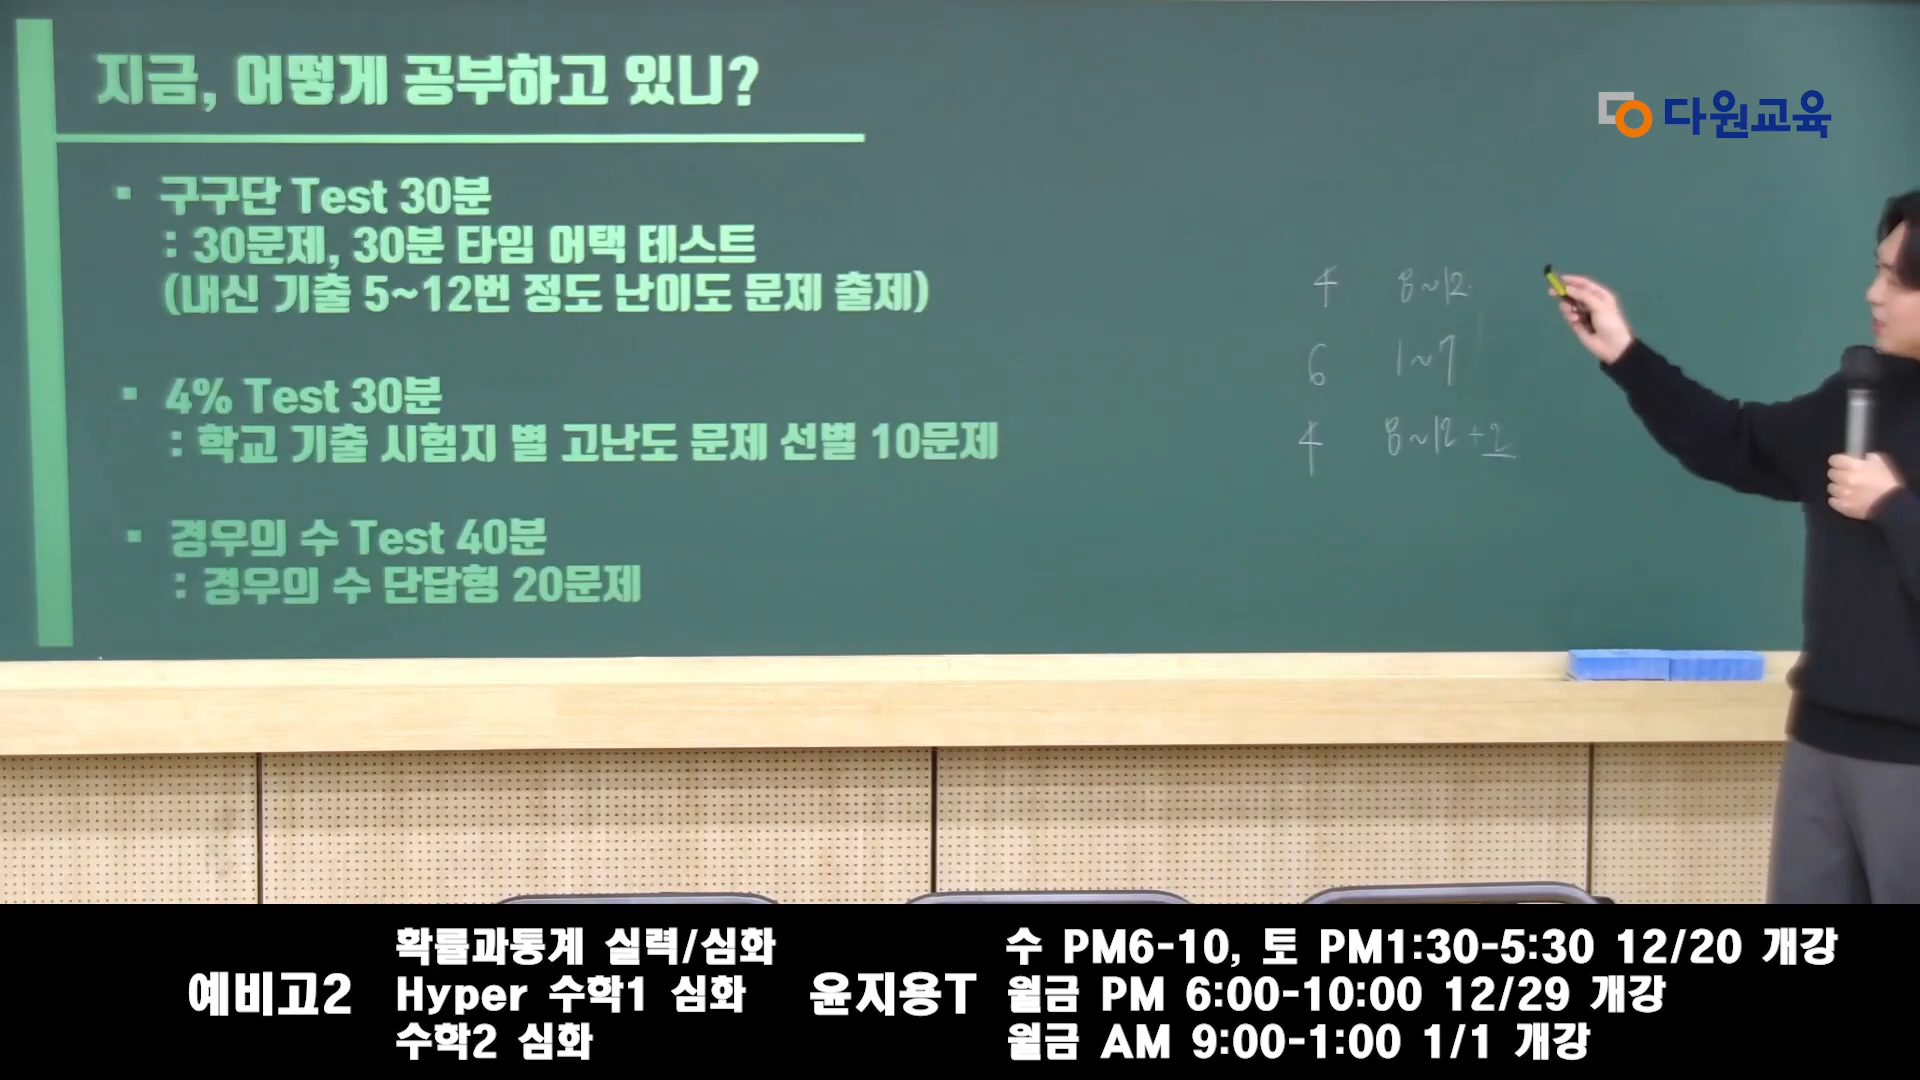 지금, 어떻게 공부하고 있니?
다원교육
▪ 구구단 Test 30분
: 30문제, 30분 타임 어택 테스트
(내신 기출 5~12번 정도 난이도 문제 출제)
▪ 4% Test 30분
: 학교 기출 시험지 별 고난도 문제 선별 10문제
▪ 경우의 수 Test 40분
: 경우의 수 단답형 20문제
4 8~12.
6 1~7
4 8~12+2
예비고2
확률과통계 실력/심화
Hyper 수학1 심화
수학2 심화
윤지용T
수 PM6-10, 토 PM1:30-5:30 12/20 개강
월금 PM 6:00-10:00 12/29 개강
월금 AM 9:00-1:00 1/1 개강